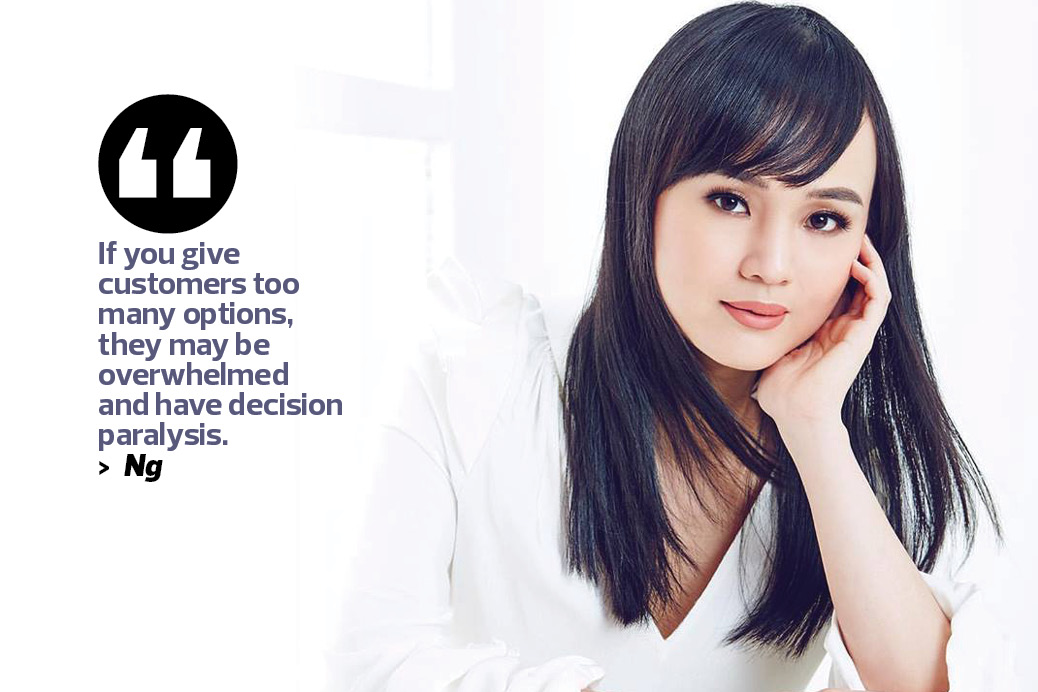 “
If you give
customers too
many options,
they may be
overwhelmed
and have decision
paralysis.
> Ng